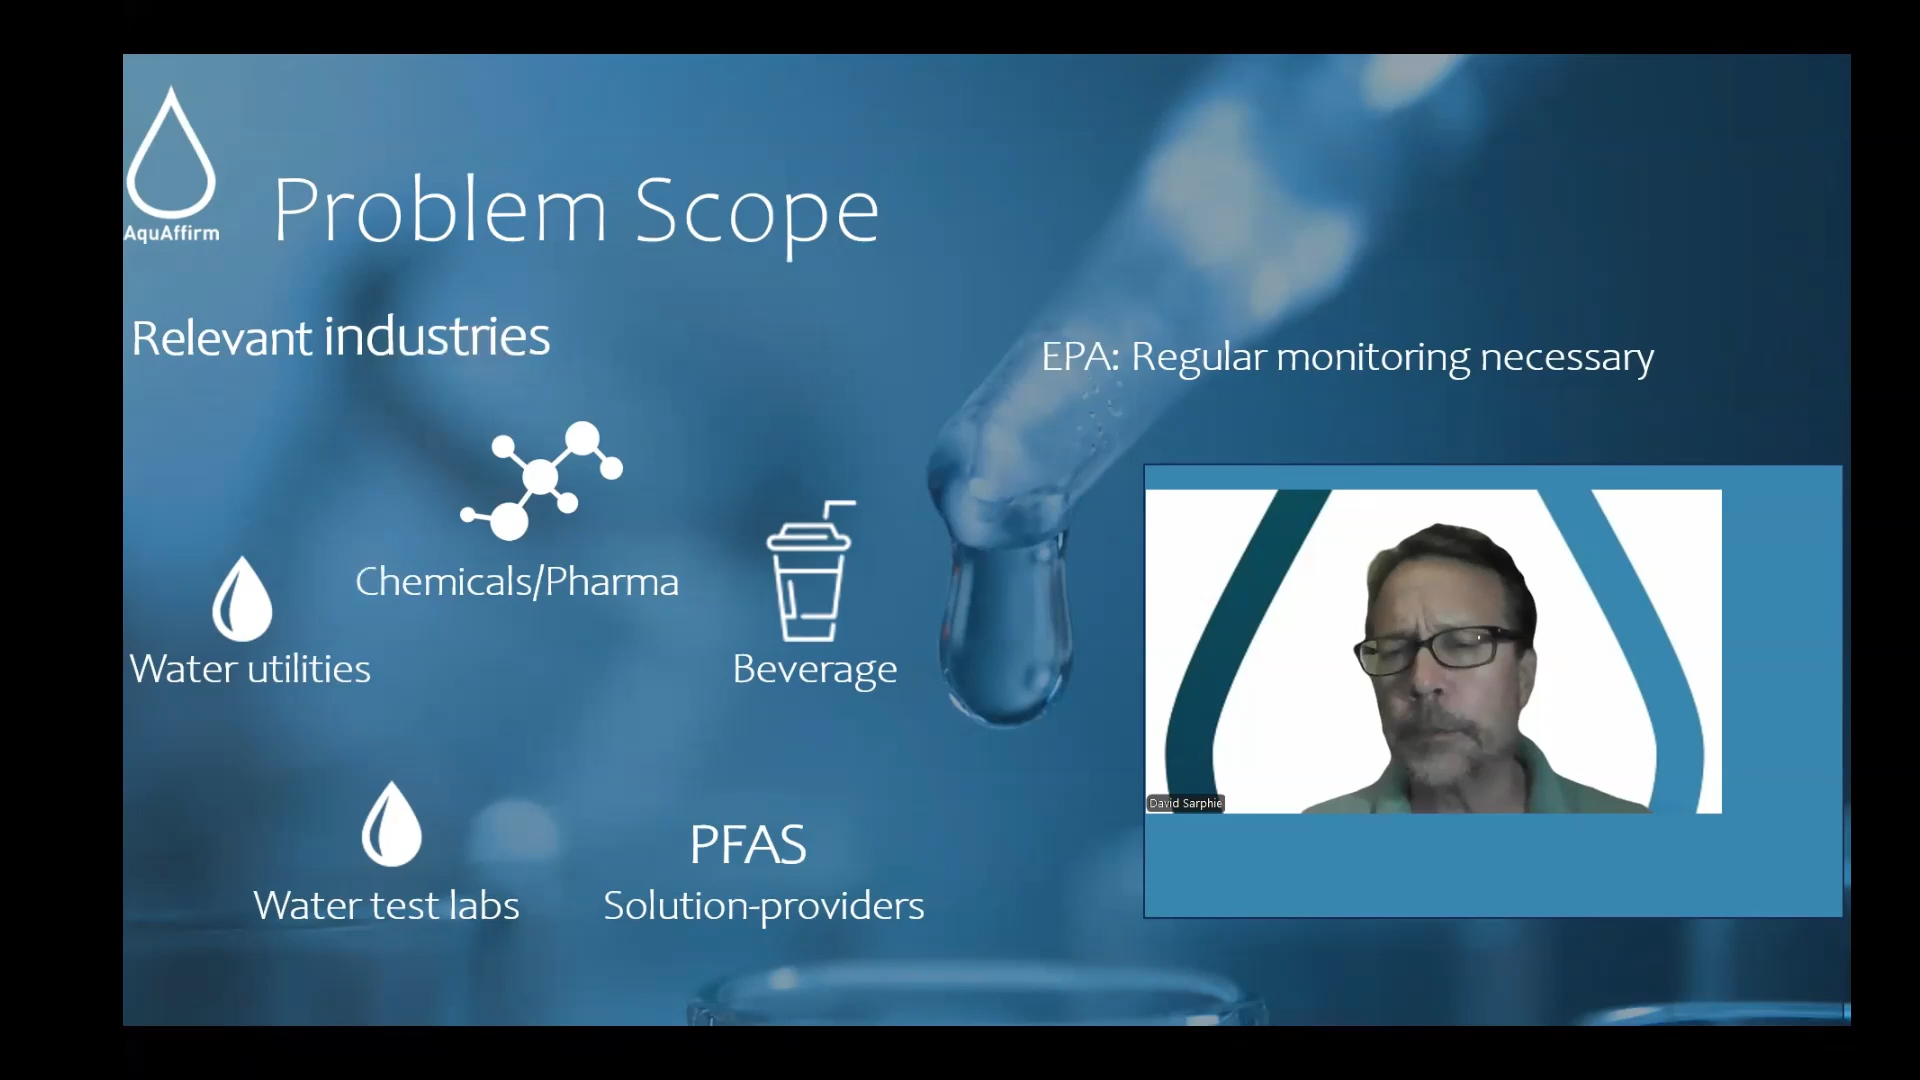 AquAffirm
Problem Scope
Relevant industries
EPA: Regular monitoring necessary
Chemicals/Pharma
Water utilities
Beverage
David Sarphie
PFAS
Water test labs
Solution-providers